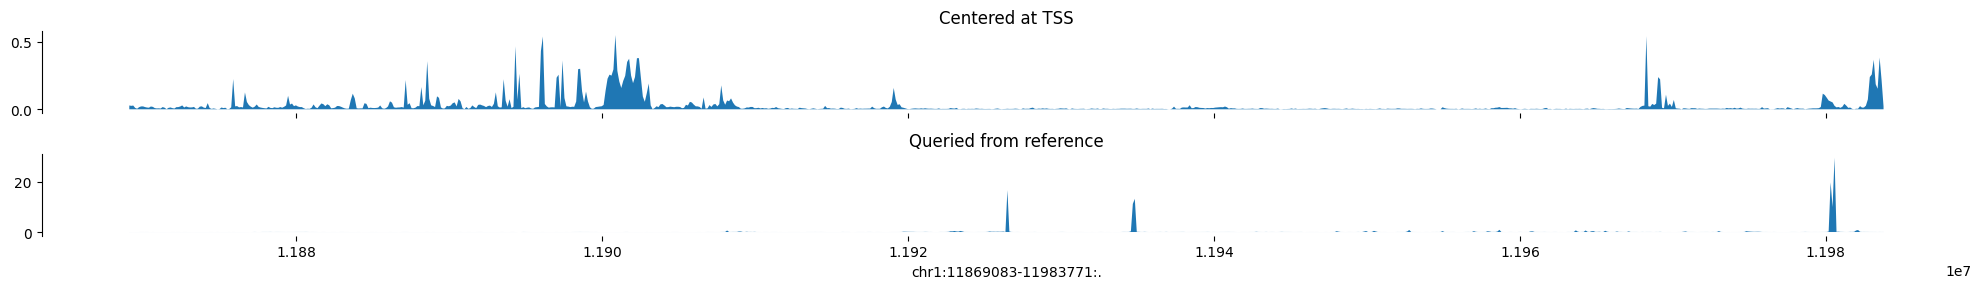 Centered at TSS
0.5
0.0
Queried from reference
20
0
1.188 1.190 1.192 1.194 1.196 1.198
chr1:11869083-11983771:.
1e7